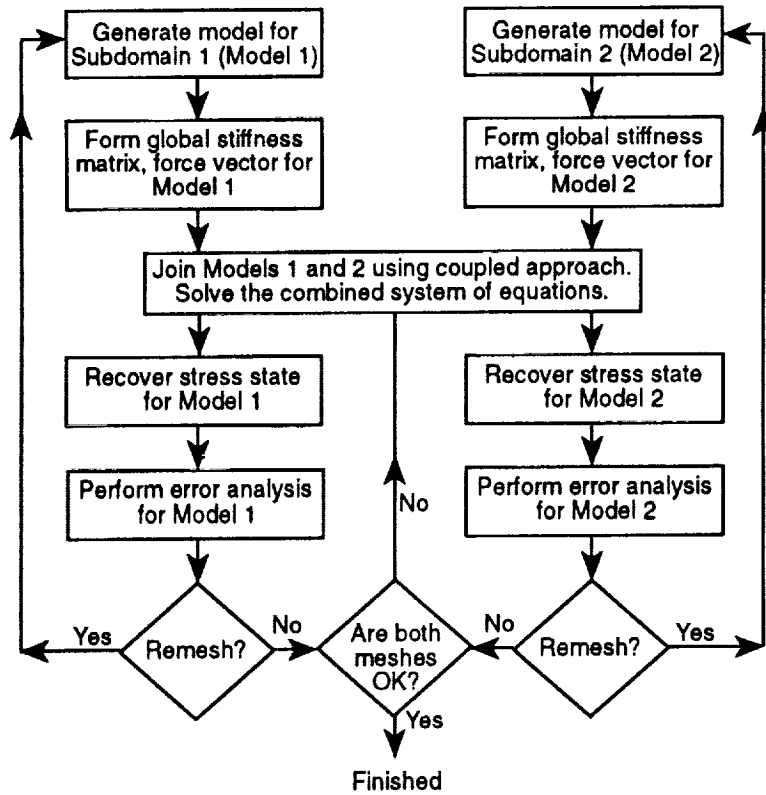 Generate model for
Subdomain 1 (Model 1)
Generate model for
Subdomain 2 (Model 2)
Form global stiffness
matrix, force vector for
Model 1
Form global stiffness
matrix, force vector for
Model 2
Join Models 1 and 2 using coupled approach.
Solve the combined system of equations.
Recover stress state
for Model 1
Recover stress state
for Model 2
Perform error analysis
for Model 1
Perform error analysis
for Model 2
No
Yes
Remesh?
No
Are both
meshes
OK?
No
Remesh?
Yes
Yes
Finished